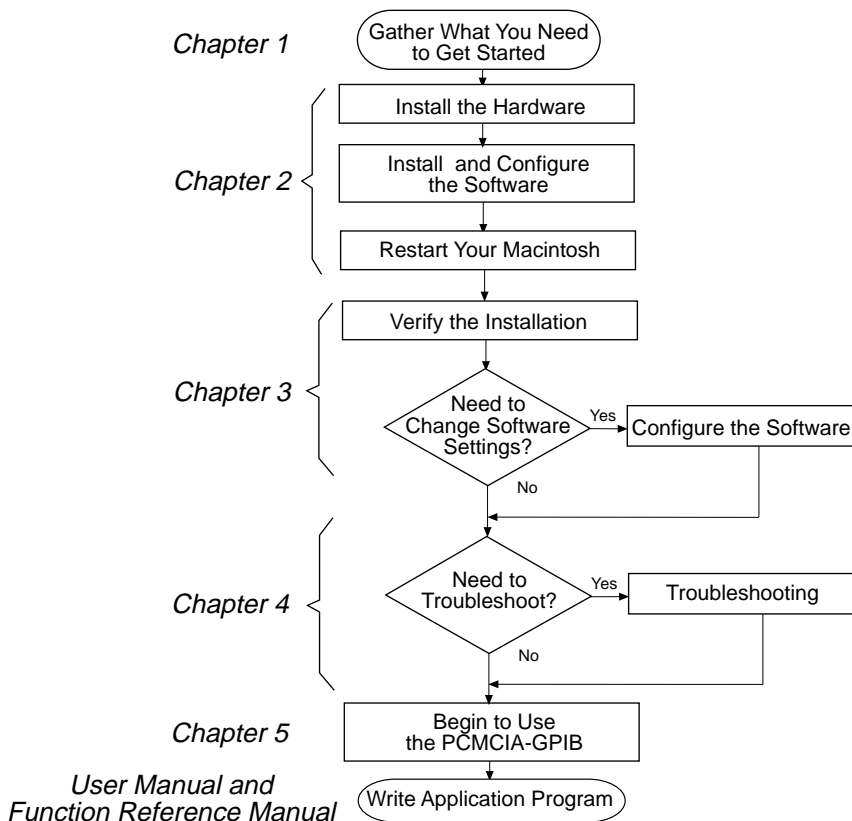 Chapter 1
Gather What You Need
to Get Started
Install the Hardware
Chapter 2
Install and Configure
the Software
Restart Your Macintosh
Verify the Installation
Chapter 3
Need to
Change Software
Settings?
Yes
Configure the Software
No
Chapter 4
Need to
Troubleshoot?
Yes
Troubleshooting
No
Chapter 5
Begin to Use
the PCMCIA-GPIB
User Manual and
Function Reference Manual
Write Application Program